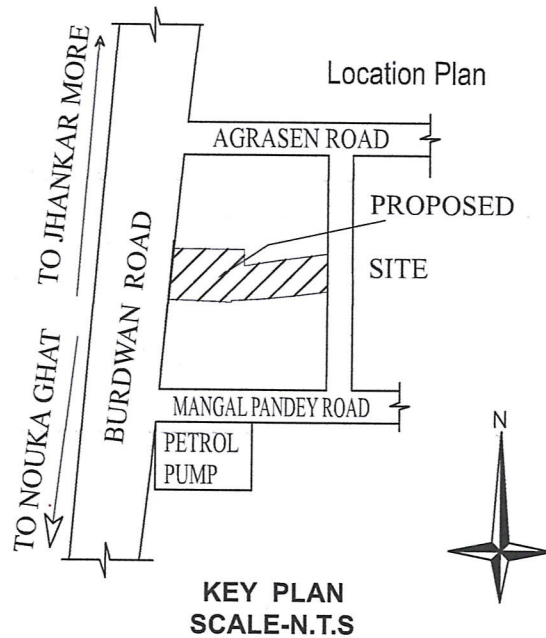 Location Plan
TO JHANKAR MORE
AGRASEN ROAD
PROPOSED
SITE
BURDWAN ROAD
TO NOUKA GHAT
MANGAL PANDEY ROAD
PETROL
PUMP
N
KEY PLAN
SCALE-N.T.S